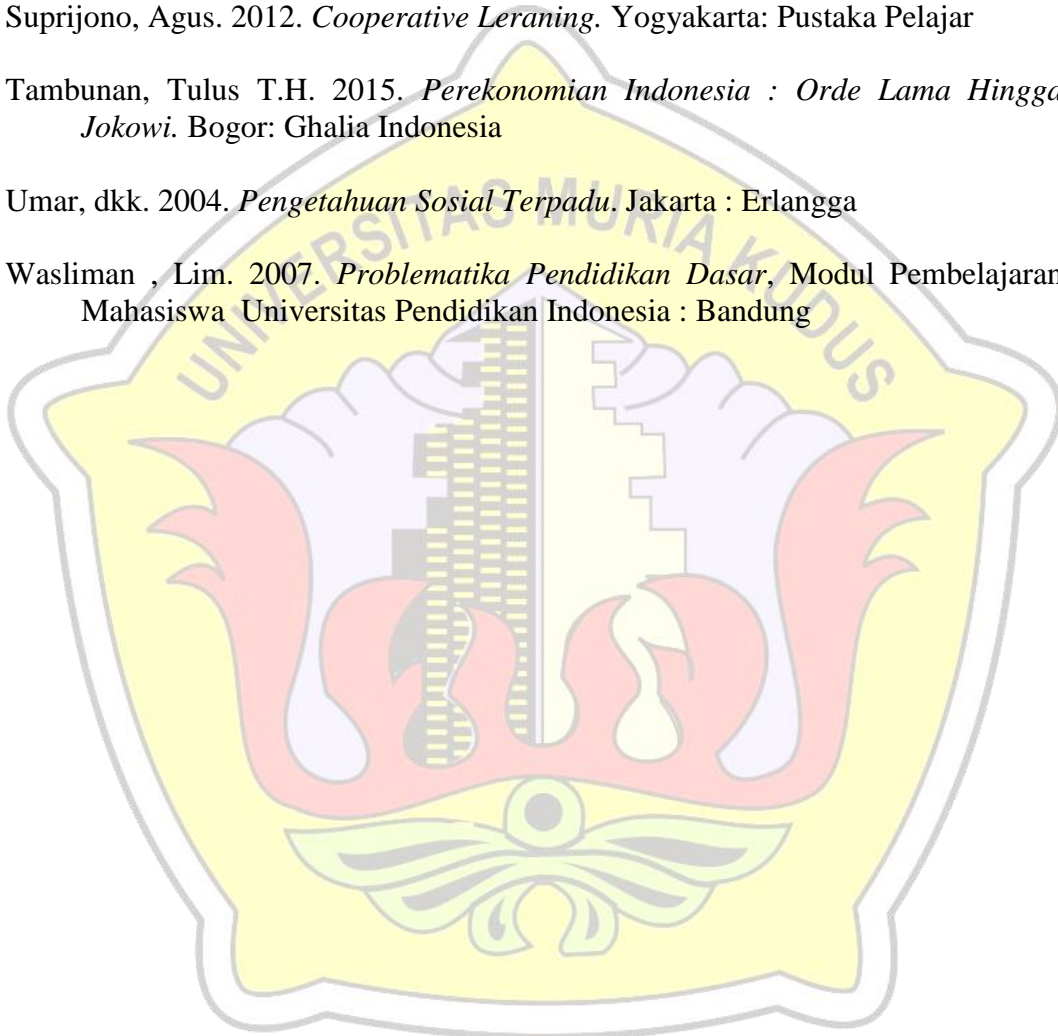 Suprijono, Agus. 2012. Cooperative Leraning. Yogyakarta: Pustaka Pelajar
Tambunan, Tulus T.H. 2015. Perekonomian Indonesia : Orde Lama Hingga
Jokowi. Bogor: Ghalia Indonesia
Umar, dkk. 2004. Pengetahuan Sosial Terpadu. Jakarta : Erlangga
Wasliman , Lim. 2007. Problematika Pendidikan Dasar, Modul Pembelajaran
Mahasiswa Universitas Pendidikan Indonesia : Bandung
UNIVERSITAS MURIA KUDUS